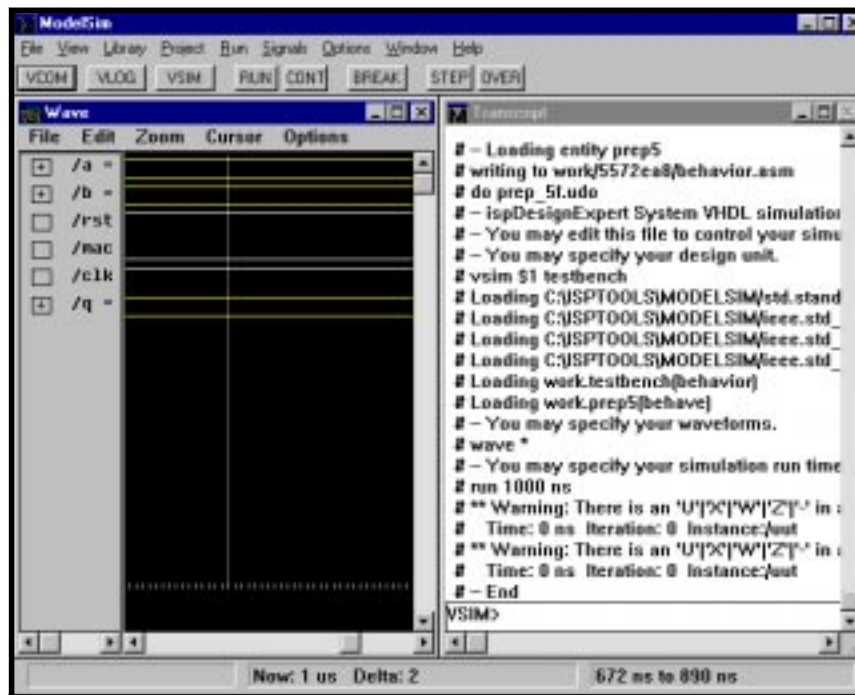 ModelSim
File View Library Project Run Signals Options Window Help
VCOM VLOG VSIM RUN CONT BREAK STEP OVER
Wave
File Edit Zoom Cursor Options
/a =
/b =
/rst
/mac
/clk
/q =
Transcript
# – Loading entity prep5
# writing to work/5572ea8/behavior.asm
# do prep_5f.udo
# – ispDesignExpert System VHDL simulation
# – You may edit this file to control your simu
# – You may specify your design unit.
# vsim $1 testbench
# Loading C:\ISPTOOLS\MODELSIM/std.stand
# Loading C:\ISPTOOLS\MODELSIM/ieee.std_
# Loading C:\ISPTOOLS\MODELSIM/ieee.std_
# Loading C:\ISPTOOLS\MODELSIM/ieee.std_
# Loading work.testbench(behavior)
# Loading work.prep5(behave)
# – You may specify your waveforms.
# wave *
# – You may specify your simulation run time
# run 1000 ns
# ** Warning: There is an 'U'|'X'|'W'|'Z'|'-' in a
# Time: 0 ns Iteration: 0 Instance:/uut
# ** Warning: There is an 'U'|'X'|'W'|'Z'|'-' in a
# Time: 0 ns Iteration: 0 Instance:/uut
# – End
VSIM>
Now: 1 us Delta: 2
672 ns to 890 ns